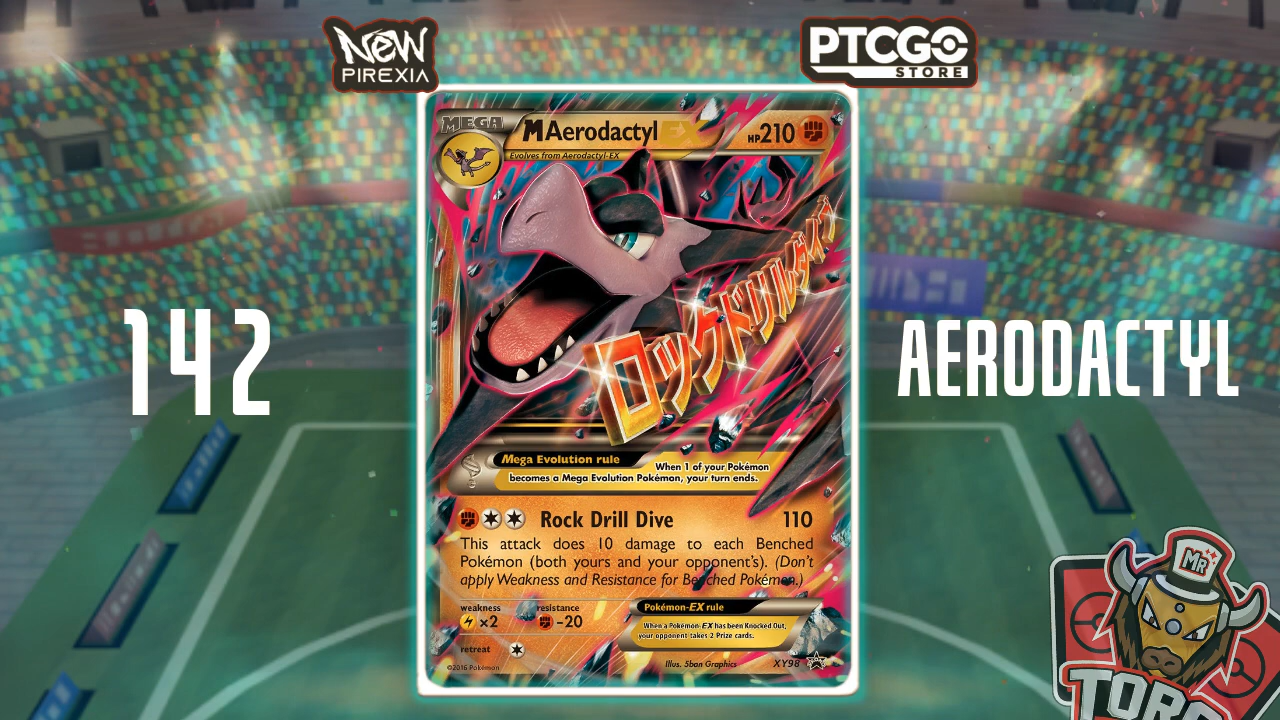 NEW
PIREXIA
PTCGO
STORE
MEGA
M Aerodactyl EX
HP210
Evolves from Aerodactyl-EX
ロックドリルダイブ
142
AERODACTYL
Mega Evolution rule
When 1 of your Pokémon
becomes a Mega Evolution Pokémon, your turn ends.
Rock Drill Dive 110
This attack does 10 damage to each Benched
Pokémon (both yours and your opponent's). (Don't
apply Weakness and Resistance for Benched Pokémon.)
weakness
×2
resistance
-20
retreat
Pokémon-EX rule
When a Pokémon-EX has been Knocked Out,
your opponent takes 2 Prize cards.
©2016 Pokémon
Illus. 5ban Graphics
XY98
MR
TORO